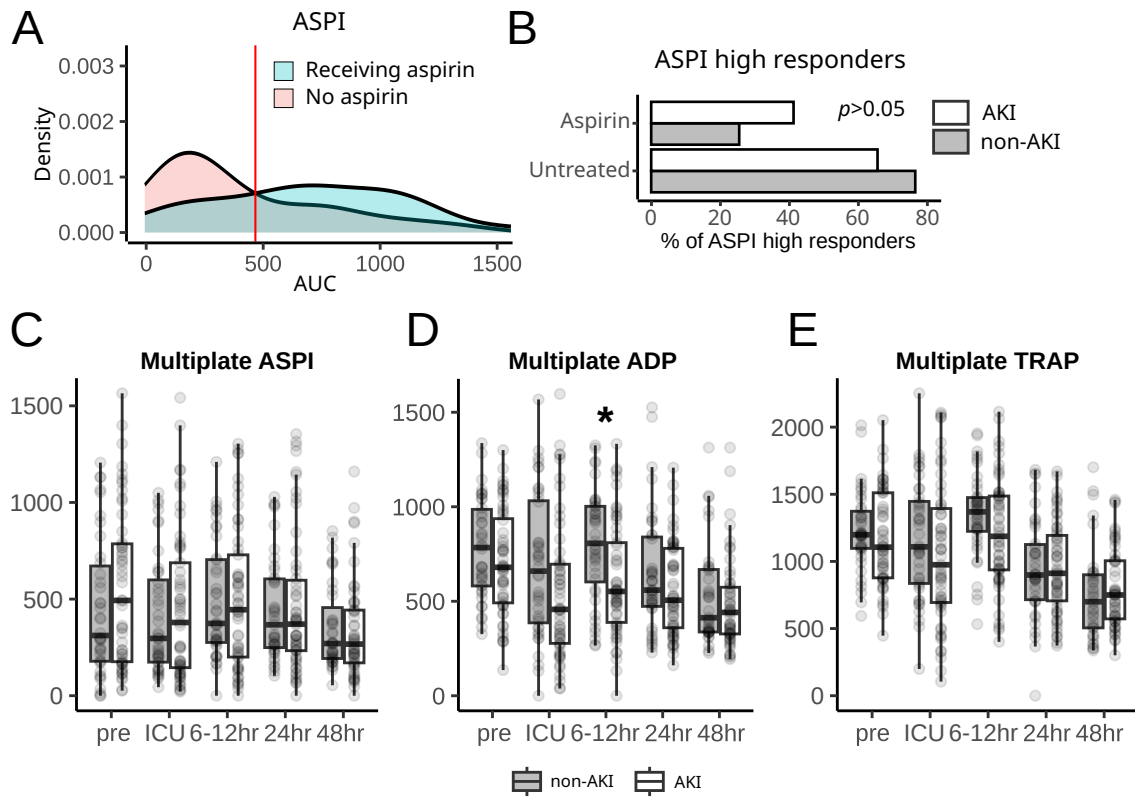 A
ASPI
0.003
0.002
0.001
0.000
Density
Receiving aspirin
No aspirin
0 500 1000 1500
AUC
B
ASPI high responders
Aspirin
Untreated
p>0.05
AKI
non-AKI
0 20 40 60 80
% of ASPI high responders
C
Multiplate ASPI
1500
1000
500
0
pre ICU 6-12hr 24hr 48hr
D
Multiplate ADP
1500
1000
500
0
*
pre ICU 6-12hr 24hr 48hr
E
Multiplate TRAP
2000
1500
1000
500
0
pre ICU 6-12hr 24hr 48hr
non-AKI AKI